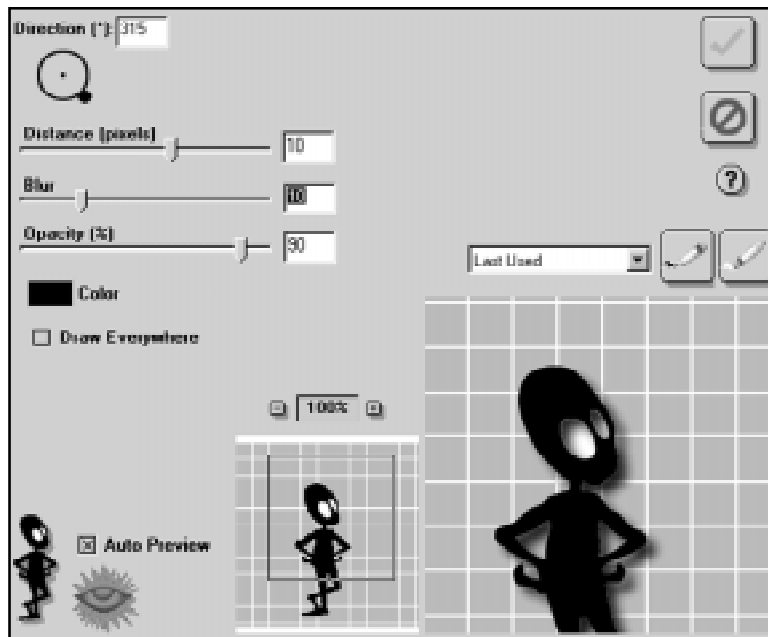 Direction (°): 315
Distance (pixels)
10
Blur
10
Opacity (%)
90
Last Used
Color
Draw Everywhere
100%
Auto Preview
?